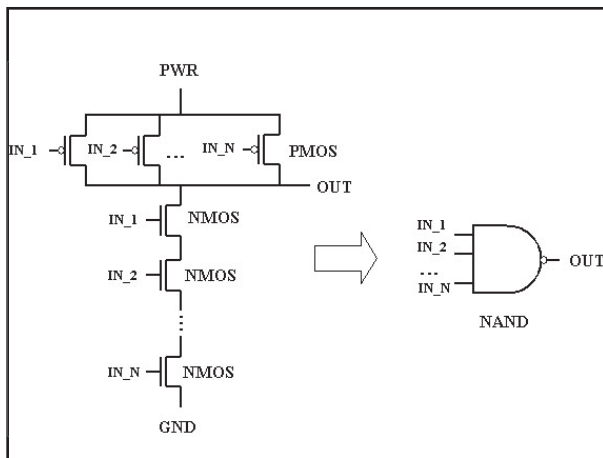 PWR
IN_1
IN_2
...
IN_N
PMOS
OUT
IN_1
NMOS
IN_2
NMOS
IN_N
NMOS
GND
IN_1
IN_2
...
IN_N
OUT
NAND